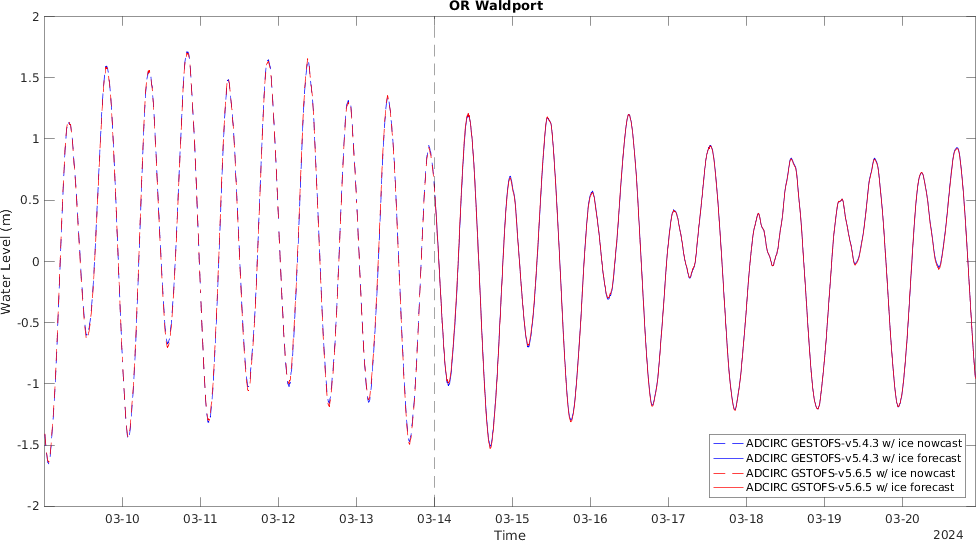 OR Waldport
2
1.5
1
0.5
0
-0.5
-1
-1.5
-2
Water Level (m)
ADCIRC GESTOFS-v5.4.3 w/ ice nowcast
ADCIRC GESTOFS-v5.4.3 w/ ice forecast
ADCIRC GSTOFS-v5.6.5 w/ ice nowcast
ADCIRC GSTOFS-v5.6.5 w/ ice forecast
03-10 03-11 03-12 03-13 03-14 03-15 03-16 03-17 03-18 03-19 03-20
Time
2024